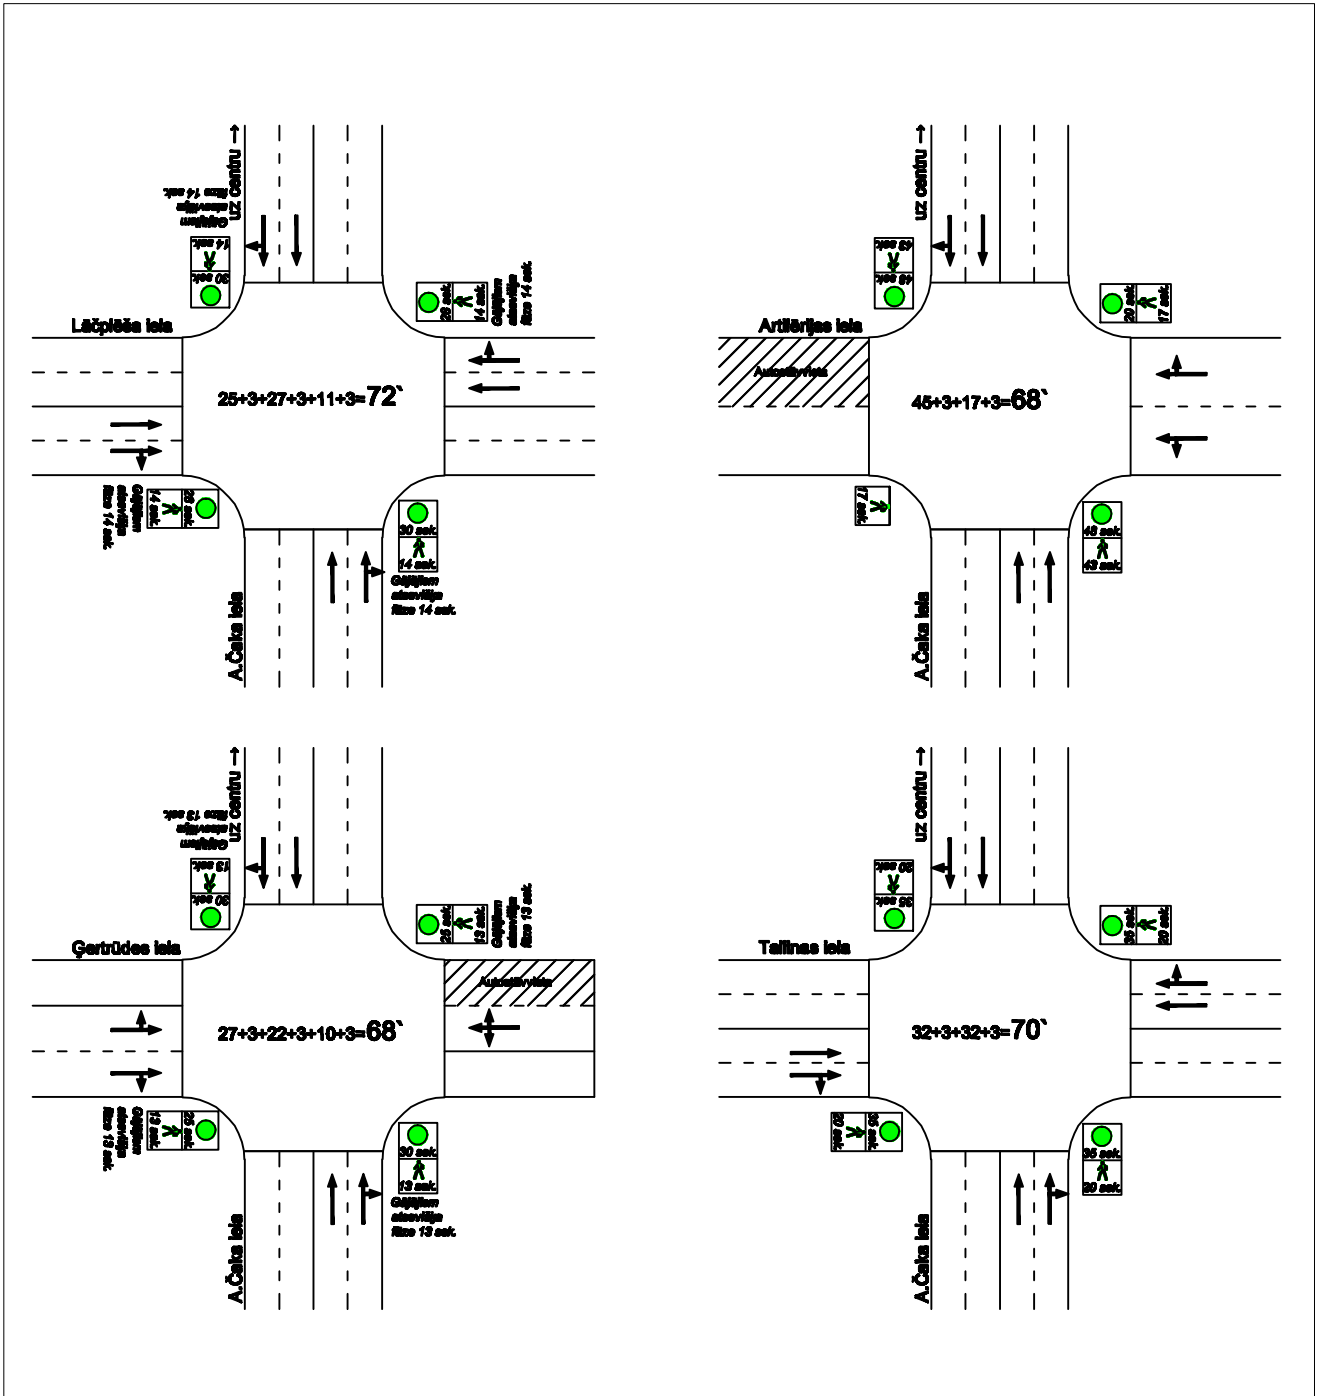 uz centru →
Gājējiem
atsevišķa
fāze 14 sek.
14 sek.
30 sek.
26 sek.
14 sek.
Gājējiem
atsevišķa
fāze 14 sek.
Lāčplēša iela
25+3+27+3+11+3=72`
Gājējiem
atsevišķa
fāze 14 sek.
14 sek.
26 sek.
30 sek.
14 sek.
Gājējiem
atsevišķa
fāze 14 sek.
A.Čaka iela
uz centru →
43 sek.
48 sek.
20 sek.
17 sek.
Artilērijas iela
Autostāvvieta
45+3+17+3=68`
17 sek.
48 sek.
43 sek.
A.Čaka iela
uz centru →
Gājējiem
atsevišķa
fāze 13 sek.
13 sek.
30 sek.
25 sek.
13 sek.
Gājējiem
atsevišķa
fāze 13 sek.
Ģertrūdes iela
Autostāvvieta
27+3+22+3+10+3=68`
Gājējiem
atsevišķa
fāze 13 sek.
13 sek.
25 sek.
30 sek.
13 sek.
Gājējiem
atsevišķa
fāze 13 sek.
A.Čaka iela
uz centru →
20 sek.
35 sek.
35 sek.
20 sek.
Tallinas iela
32+3+32+3=70`
20 sek.
35 sek.
35 sek.
20 sek.
A.Čaka iela